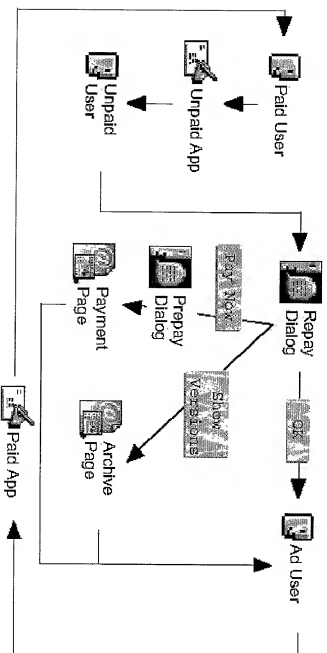 Paid User
Unpaid App
Unpaid
User
Repay
Dialog
Pay Now
Prepay
Dialog
Payment
Page
OK
Show
Versions
Archive
Page
Ad User
Paid App